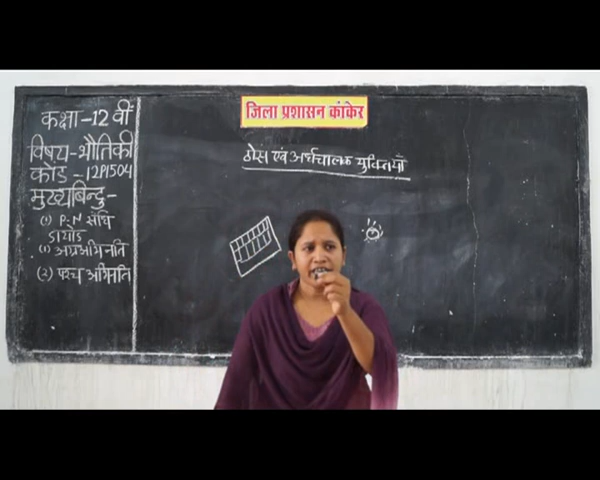 जिला प्रशासन कांकेर
कक्षा-12 वीं
विषय-भौतिकी
कोड -12P1504
मुख्यबिन्दु-
(1) P-N संधि
डायोड
(1) अग्रअभिनति
(2) पश्च अभिनति
ठोस एवं अर्धचालक युक्तियाँ